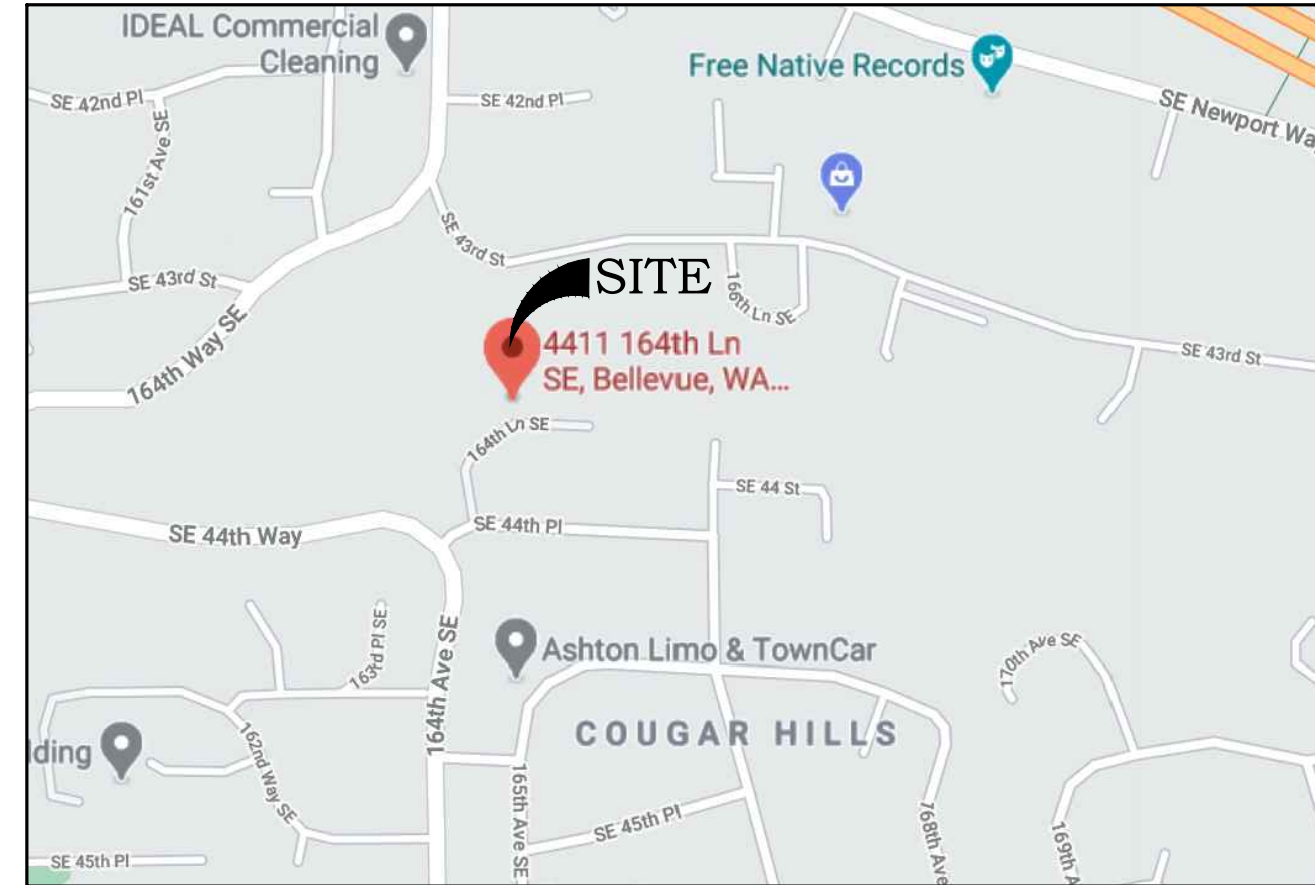 IDEAL Commercial
Cleaning
Free Native Records
SE 42nd Pl
SE 42nd Pl
SE Newport Wa
161st Ave SE
SE 43rd St
SE 43rd St
SITE
166th Ln SE
164th Way SE
4411 164th Ln
SE, Bellevue, WA...
SE 43rd St
164th Ln SE
SE 44 St
SE 44th Way
SE 44th Pl
163rd Pl SE
164th Ave SE
Ashton Limo & TownCar
170th Ave SE
COUGAR HILLS
lding
162nd Way SE
165th Ave SE
SE 45th Pl
768th Ave
169th A
SE 45th Pl